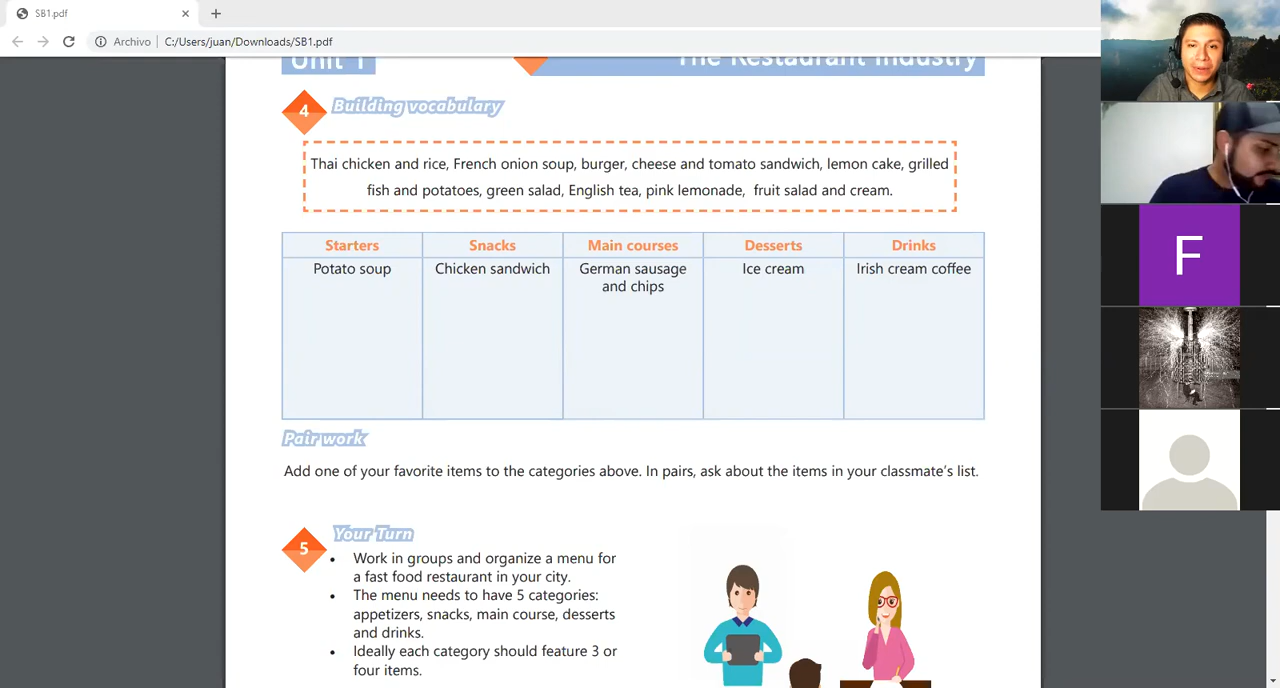 SB1.pdf
Archivo C:/Users/juan/Downloads/SB1.pdf
Unit 1 The Restaurant Industry
4 Building vocabulary
Thai chicken and rice, French onion soup, burger, cheese and tomato sandwich, lemon cake, grilled
fish and potatoes, green salad, English tea, pink lemonade, fruit salad and cream.
Starters Snacks Main courses Desserts Drinks
Potato soup Chicken sandwich German sausage Ice cream Irish cream coffee
and chips
Pair work
Add one of your favorite items to the categories above. In pairs, ask about the items in your classmate's list.
5 Your Turn
• Work in groups and organize a menu for
a fast food restaurant in your city.
• The menu needs to have 5 categories:
appetizers, snacks, main course, desserts
and drinks.
• Ideally each category should feature 3 or
four items.
F